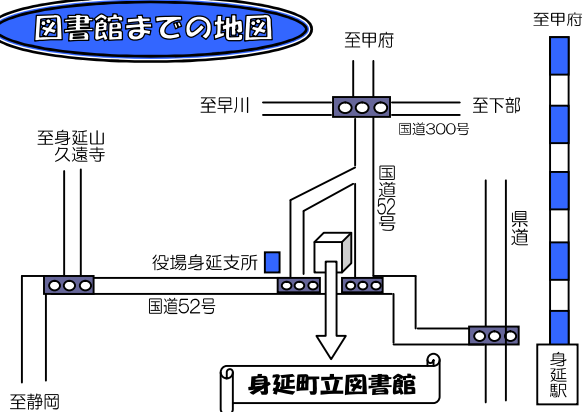 図書館までの地図
至甲府
至甲府
至早川
至下部
国道300号
至身延山
久遠寺
国道52号
県道
役場身延支所
国道52号
身延駅
身延町立図書館
至静岡